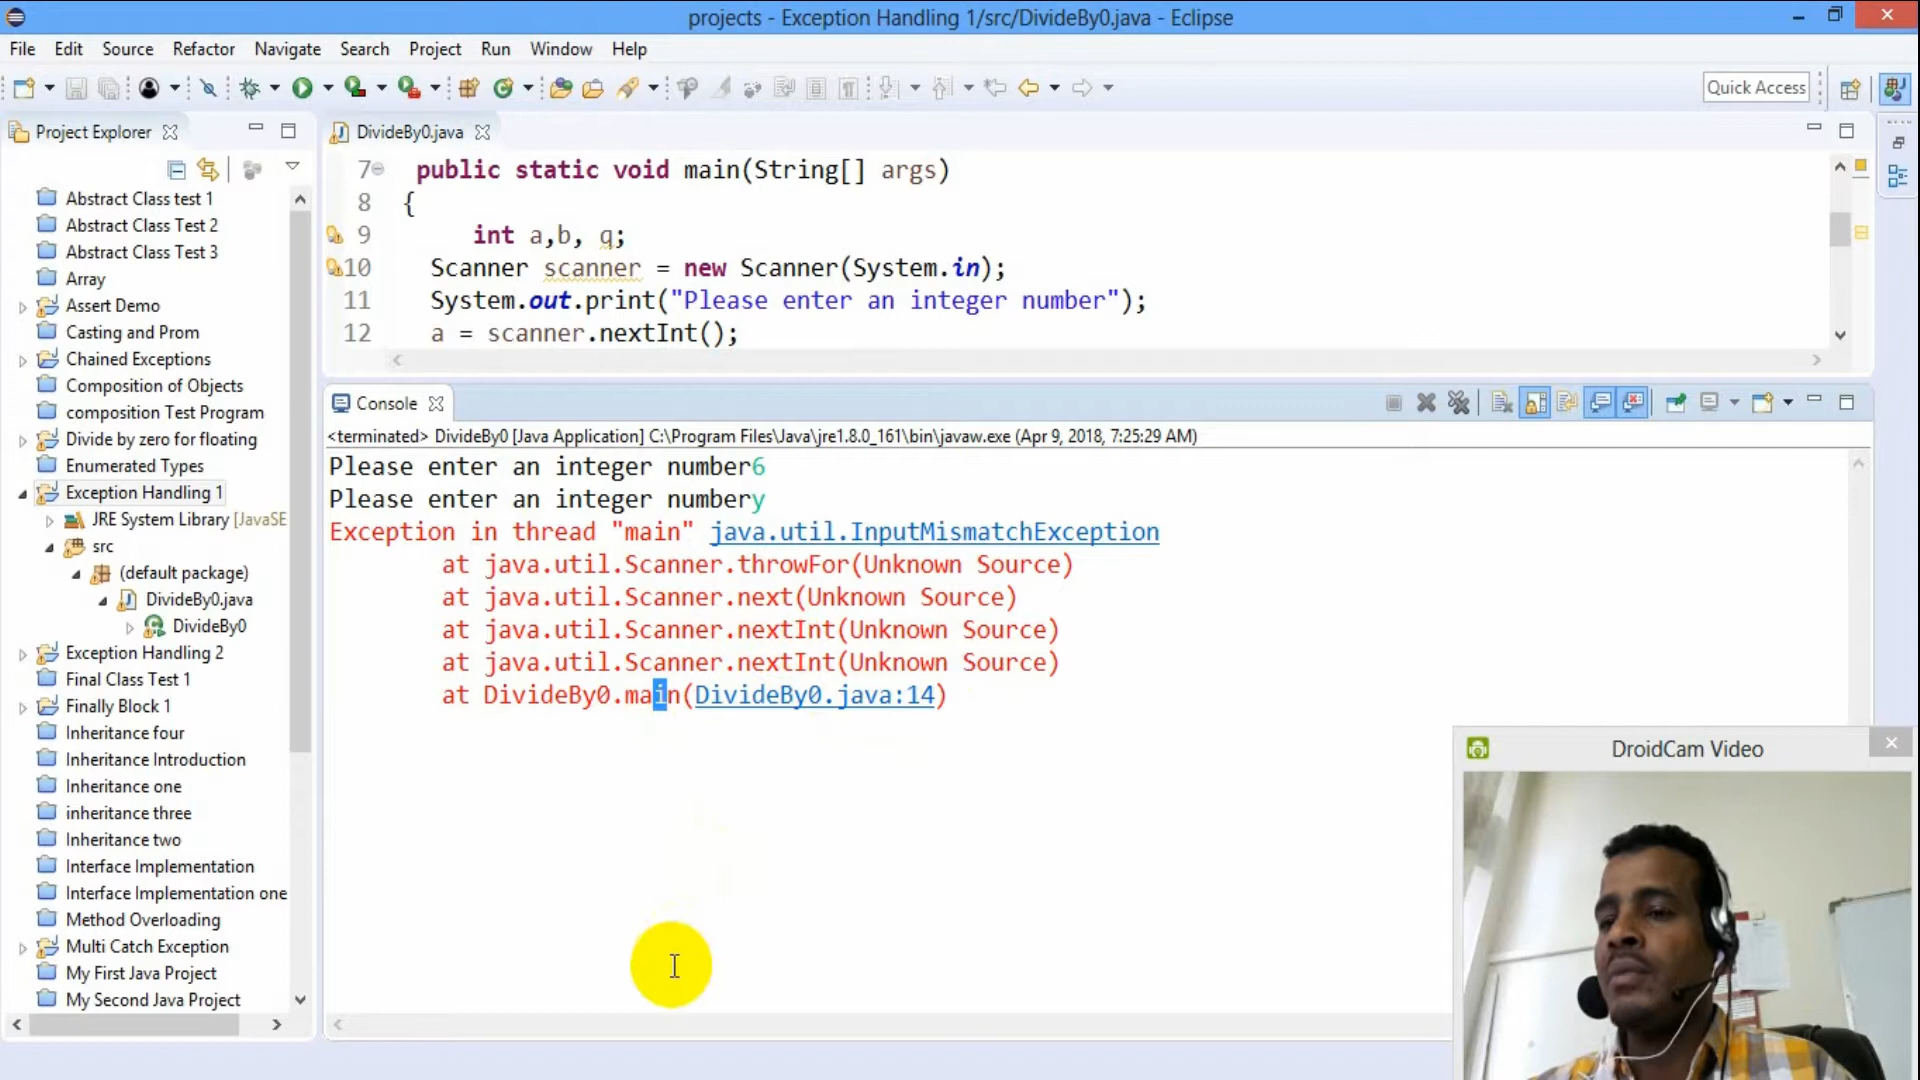 projects - Exception Handling 1/src/DivideBy0.java - Eclipse
File Edit Source Refactor Navigate Search Project Run Window Help
Quick Access
Project Explorer
Abstract Class test 1
Abstract Class Test 2
Abstract Class Test 3
Array
Assert Demo
Casting and Prom
Chained Exceptions
Composition of Objects
composition Test Program
Divide by zero for floating
Enumerated Types
Exception Handling 1
JRE System Library [JavaSE
src
(default package)
DivideBy0.java
DivideBy0
Exception Handling 2
Final Class Test 1
Finally Block 1
Inheritance four
Inheritance Introduction
Inheritance one
inheritance three
Inheritance two
Interface Implementation
Interface Implementation one
Method Overloading
Multi Catch Exception
My First Java Project
My Second Java Project
DivideBy0.java
7 public static void main(String[] args)
8 {
9 int a,b, q;
10 Scanner scanner = new Scanner(System.in);
11 System.out.print("Please enter an integer number");
12 a = scanner.nextInt();
Console
<terminated> DivideBy0 [Java Application] C:\Program Files\Java\jre1.8.0_161\bin\javaw.exe (Apr 9, 2018, 7:25:29 AM)
Please enter an integer number6
Please enter an integer numbery
Exception in thread "main" java.util.InputMismatchException
at java.util.Scanner.throwFor(Unknown Source)
at java.util.Scanner.next(Unknown Source)
at java.util.Scanner.nextInt(Unknown Source)
at java.util.Scanner.nextInt(Unknown Source)
at DivideBy0.main(DivideBy0.java:14)
DroidCam Video